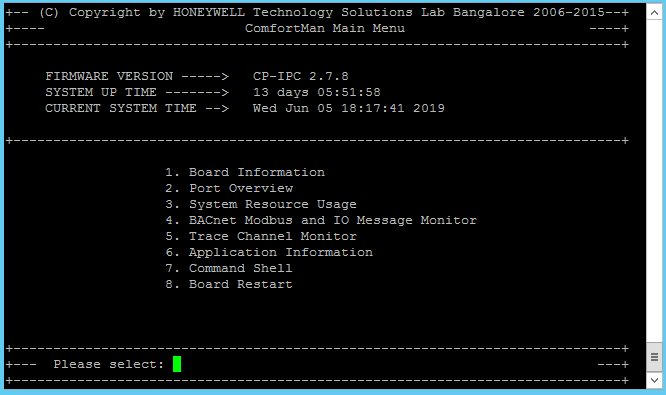 +-- (C) Copyright by HONEYWELL Technology Solutions Lab Bangalore 2006-2015--+
+---- ComfortMan Main Menu ----+
+----------------------------------------------------------------------------+
FIRMWARE VERSION -----> CP-IPC 2.7.8
SYSTEM UP TIME -------> 13 days 05:51:58
CURRENT SYSTEM TIME --> Wed Jun 05 18:17:41 2019
+----------------------------------------------------------------------------+
1. Board Information
2. Port Overview
3. System Resource Usage
4. BACnet Modbus and IO Message Monitor
5. Trace Channel Monitor
6. Application Information
7. Command Shell
8. Board Restart
+----------------------------------------------------------------------------+
+--- Please select: ---+
+----------------------------------------------------------------------------+